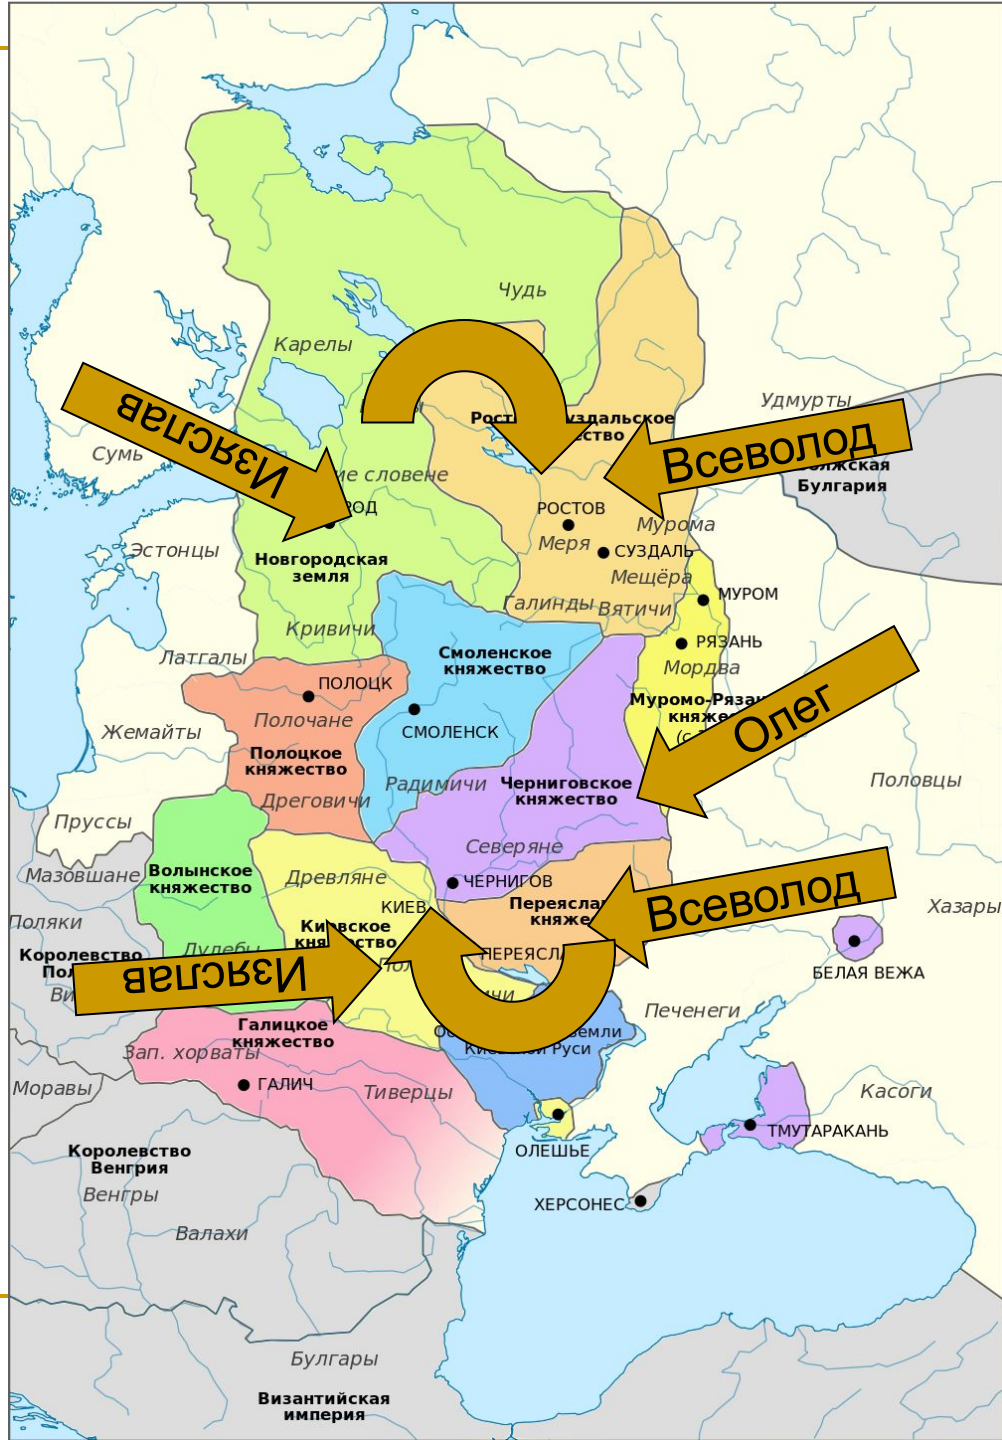 Чудь
Карелы
Удмурты
Изяслав
Всеволод
Булгария
Сумь
ие словене
РОСТОВ
Мурома
Меря
СУЗДАЛЬ
Эстонцы
Новгородская
земля
Мещёра
МУРОМ
Галинды
Вятичи
Кривичи
РЯЗАНЬ
Латгалы
Смоленское
княжество
Мордва
ПОЛОЦК
Олег
Полочане
СМОЛЕНСК
Жемайты
Полоцкое
княжество
Радимичи
Черниговское
княжество
Половцы
Дреговичи
Пруссы
Северяне
Мазовшане
Волынское
княжество
Древляне
ЧЕРНИГОВ
КИЕВ
Всеволод
Хазары
Поляки
Дулебы
Королевство
Изяслав
БЕЛАЯ ВЕЖА
Печенеги
Галицкое
княжество
Зап. хорваты
Моравы
ГАЛИЧ
Тиверцы
Касоги
ТМУТАРАКАНЬ
ОЛЕШЬЕ
Королевство
Венгрия
Венгры
ХЕРСОНЕС
Валахи
Булгары
Византийская
империя